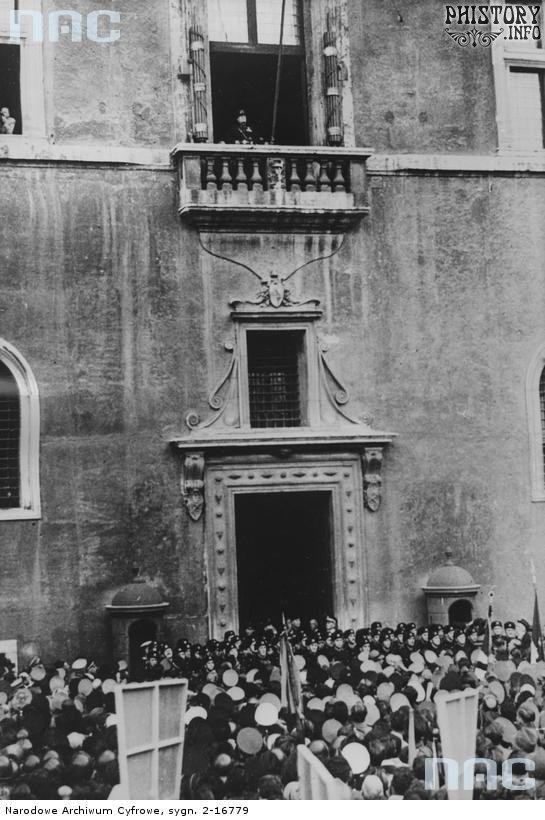 NAC
PHISTORY
.INFO
NAC
Narodowe Archiwum Cyfrowe, sygn. 2-16779